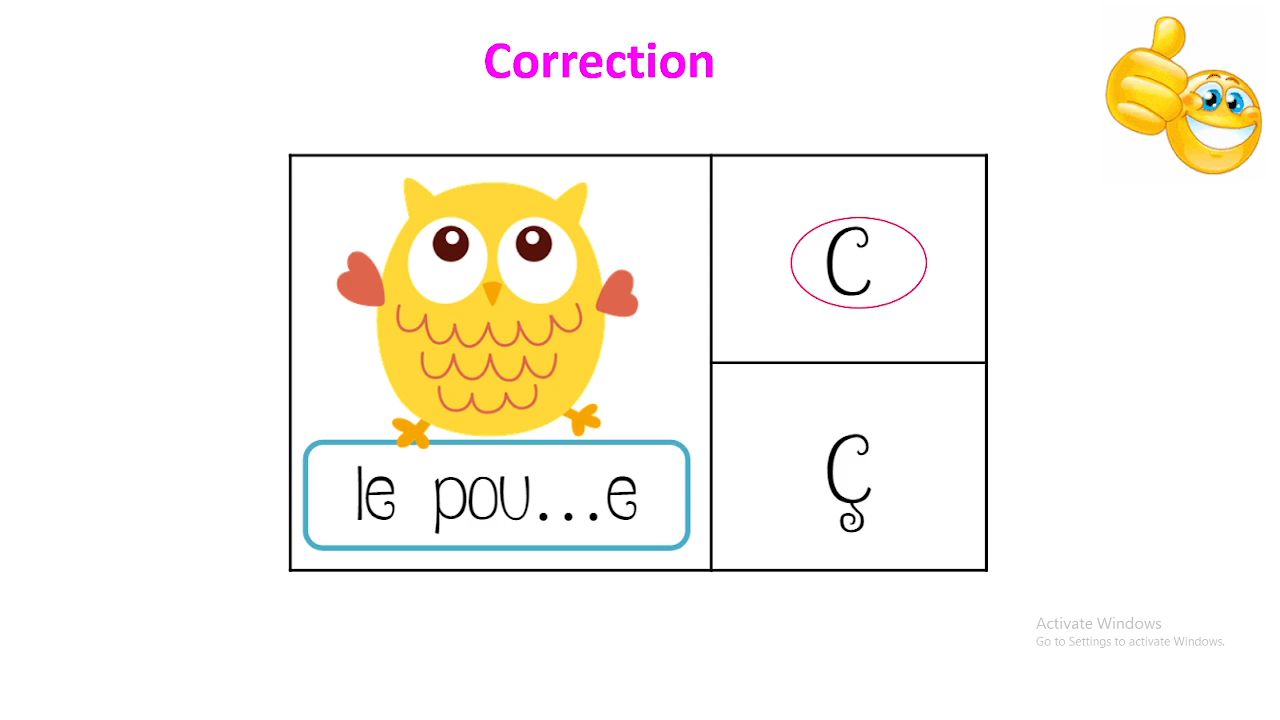 Correction
c
le pou...e
ç
Activate Windows
Go to Settings to activate Windows.